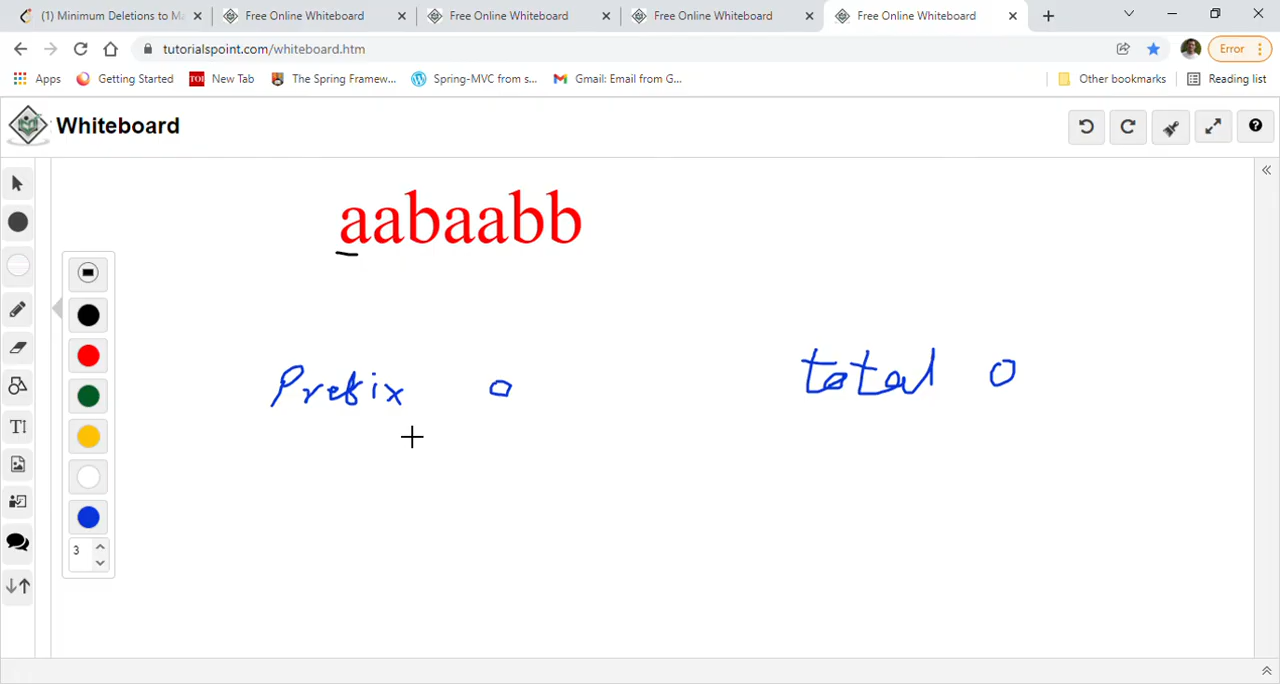 (1) Minimum Deletions to Ma
Free Online Whiteboard
Free Online Whiteboard
Free Online Whiteboard
Free Online Whiteboard
tutorialspoint.com/whiteboard.htm
Error
Apps
Getting Started
TOI New Tab
The Spring Framew...
Spring-MVC from s...
Gmail: Email from G...
Other bookmarks
Reading list
Whiteboard
aabaabb
Prefix 0
total 0
T
3